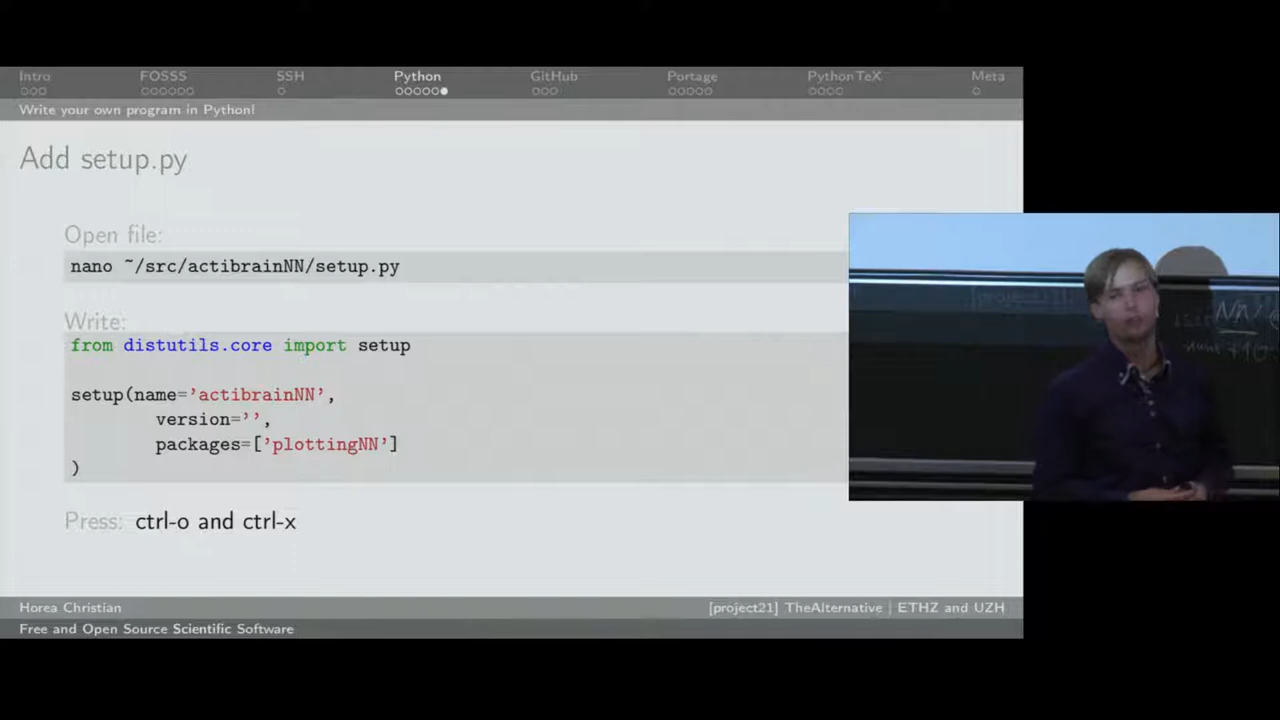 Intro FOSSS SSH Python GitHub Portage PythonTeX Meta
Write your own program in Python!
Add setup.py
Open file:
nano ~/src/actibrainNN/setup.py
Write:
from distutils.core import setup
setup(name='actibrainNN',
version='',
packages=['plottingNN']
)
Press: ctrl-o and ctrl-x
Horea Christian [project21] TheAlternative | ETHZ and UZH
Free and Open Source Scientific Software